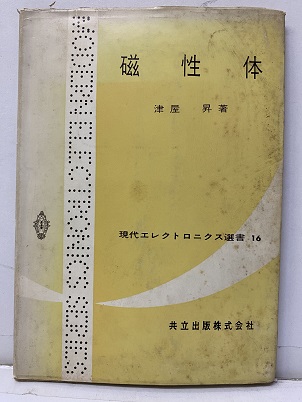 磁性体
津屋 昇著
現代エレクトロニクス選書 16
共立出版株式会社